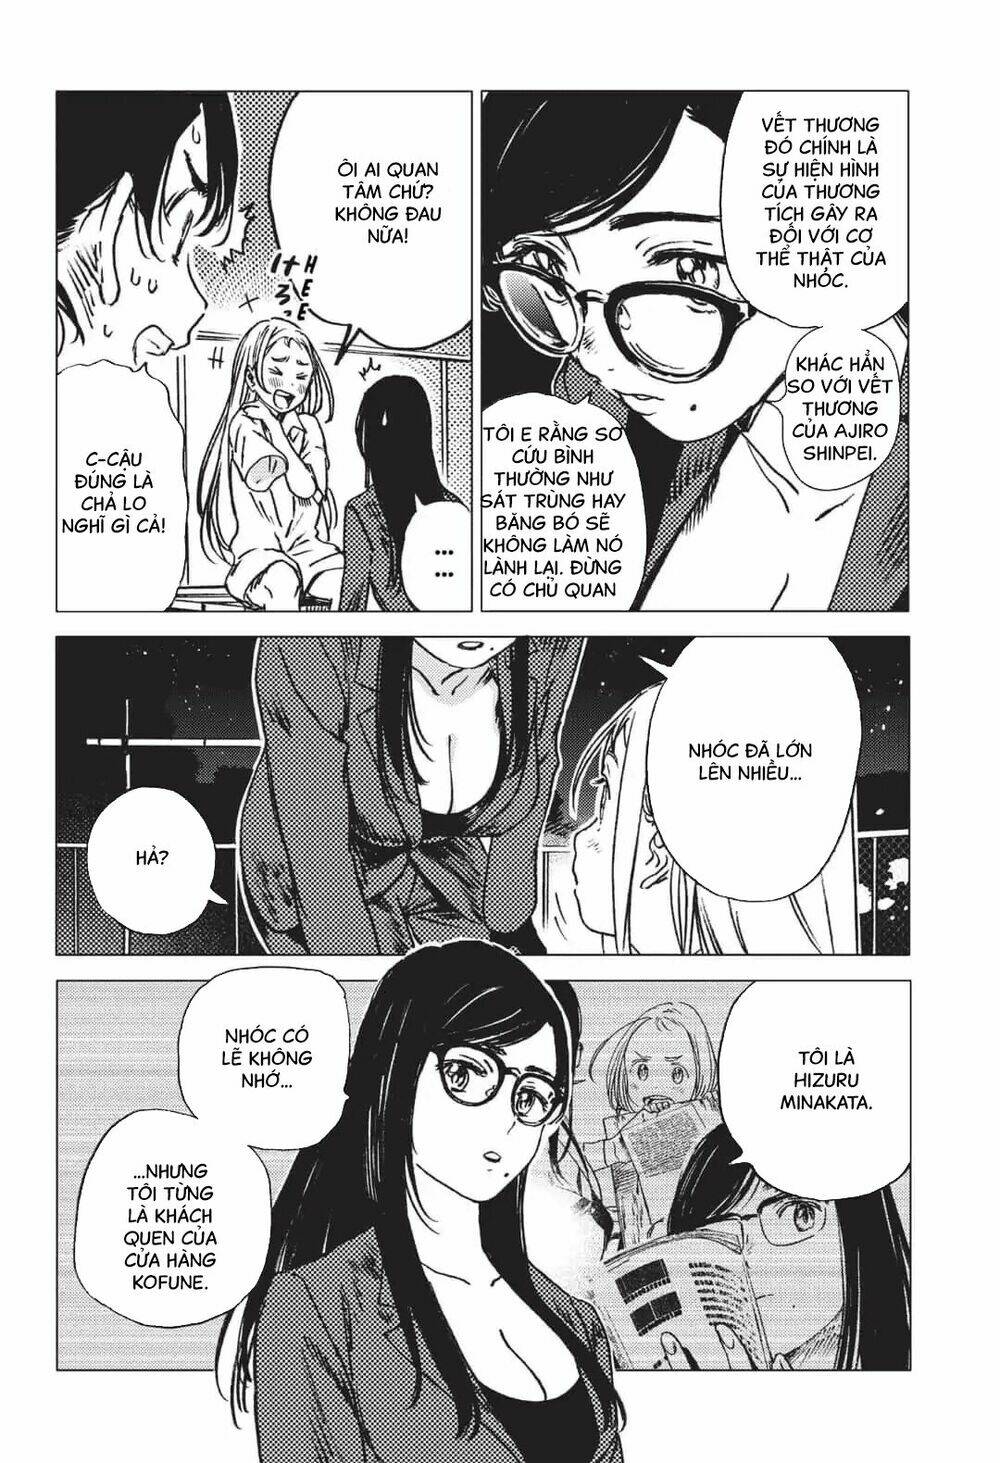 VẾT THƯƠNG
ĐÓ CHÍNH LÀ
SỰ HIỆN HÌNH
CỦA THƯƠNG
TÍCH GÂY RA
ĐỐI VỚI CƠ
THỂ THẬT CỦA
NHÓC.
KHÁC HẲN
SO VỚI VẾT
THƯƠNG
CỦA AJIRO
SHINPEI.
TÔI E RẰNG SƠ
CỨU BÌNH
THƯỜNG NHƯ
SÁT TRÙNG HAY
BĂNG BÓ SẼ
KHÔNG LÀM NÓ
LÀNH LẠI. ĐỪNG
CÓ CHỦ QUAN
ÔI AI QUAN
TÂM CHỨ?
KHÔNG ĐAU
NỮA!
HEEE
けろっ
...
...
C-CẬU
ĐÚNG LÀ
CHẢ LO
NGHĨ GÌ CẢ!
NHÓC ĐÃ LỚN
LÊN NHIỀU...
HẢ?
TÔI LÀ
HIZURU
MINAKATA.
NHÓC CÓ
LẼ KHÔNG
NHỚ...
...NHƯNG
TÔI TỪNG
LÀ KHÁCH
QUEN CỦA
CỬA HÀNG
KOFUNE.